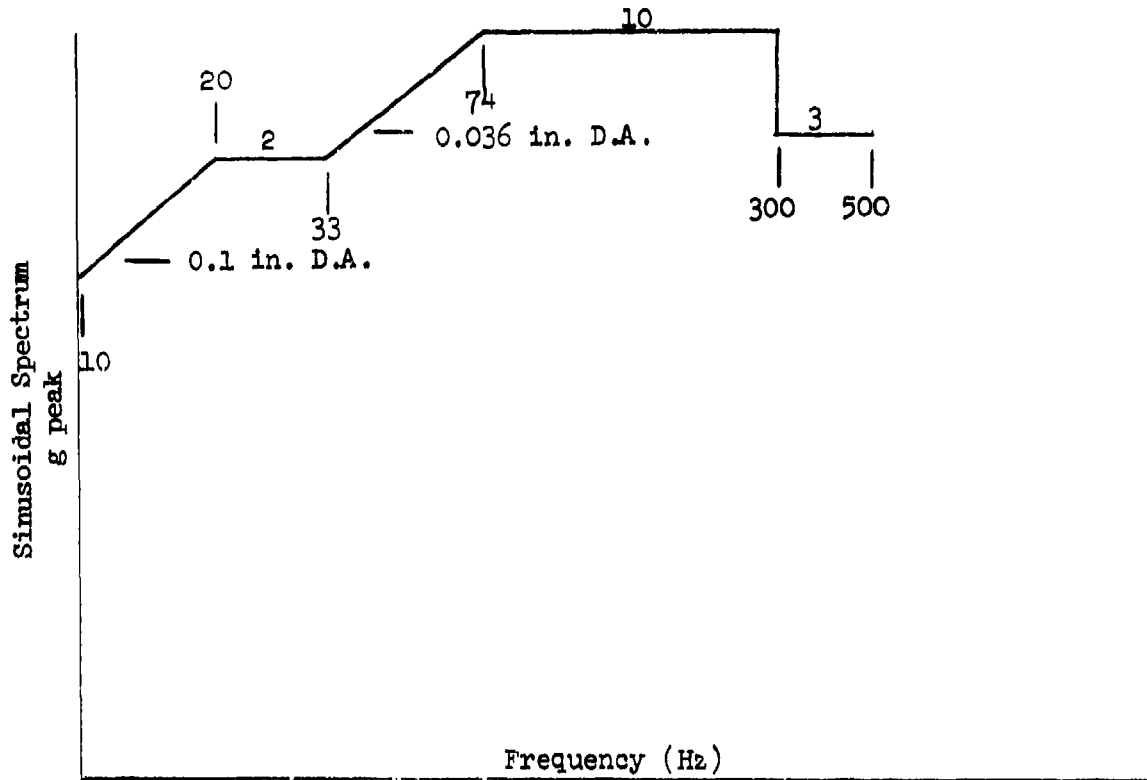 10
20
2
74
0.036 in. D.A.
3
300
500
33
0.1 in. D.A.
10
Sinusoidal Spectrum
g peak
Frequency (Hz)